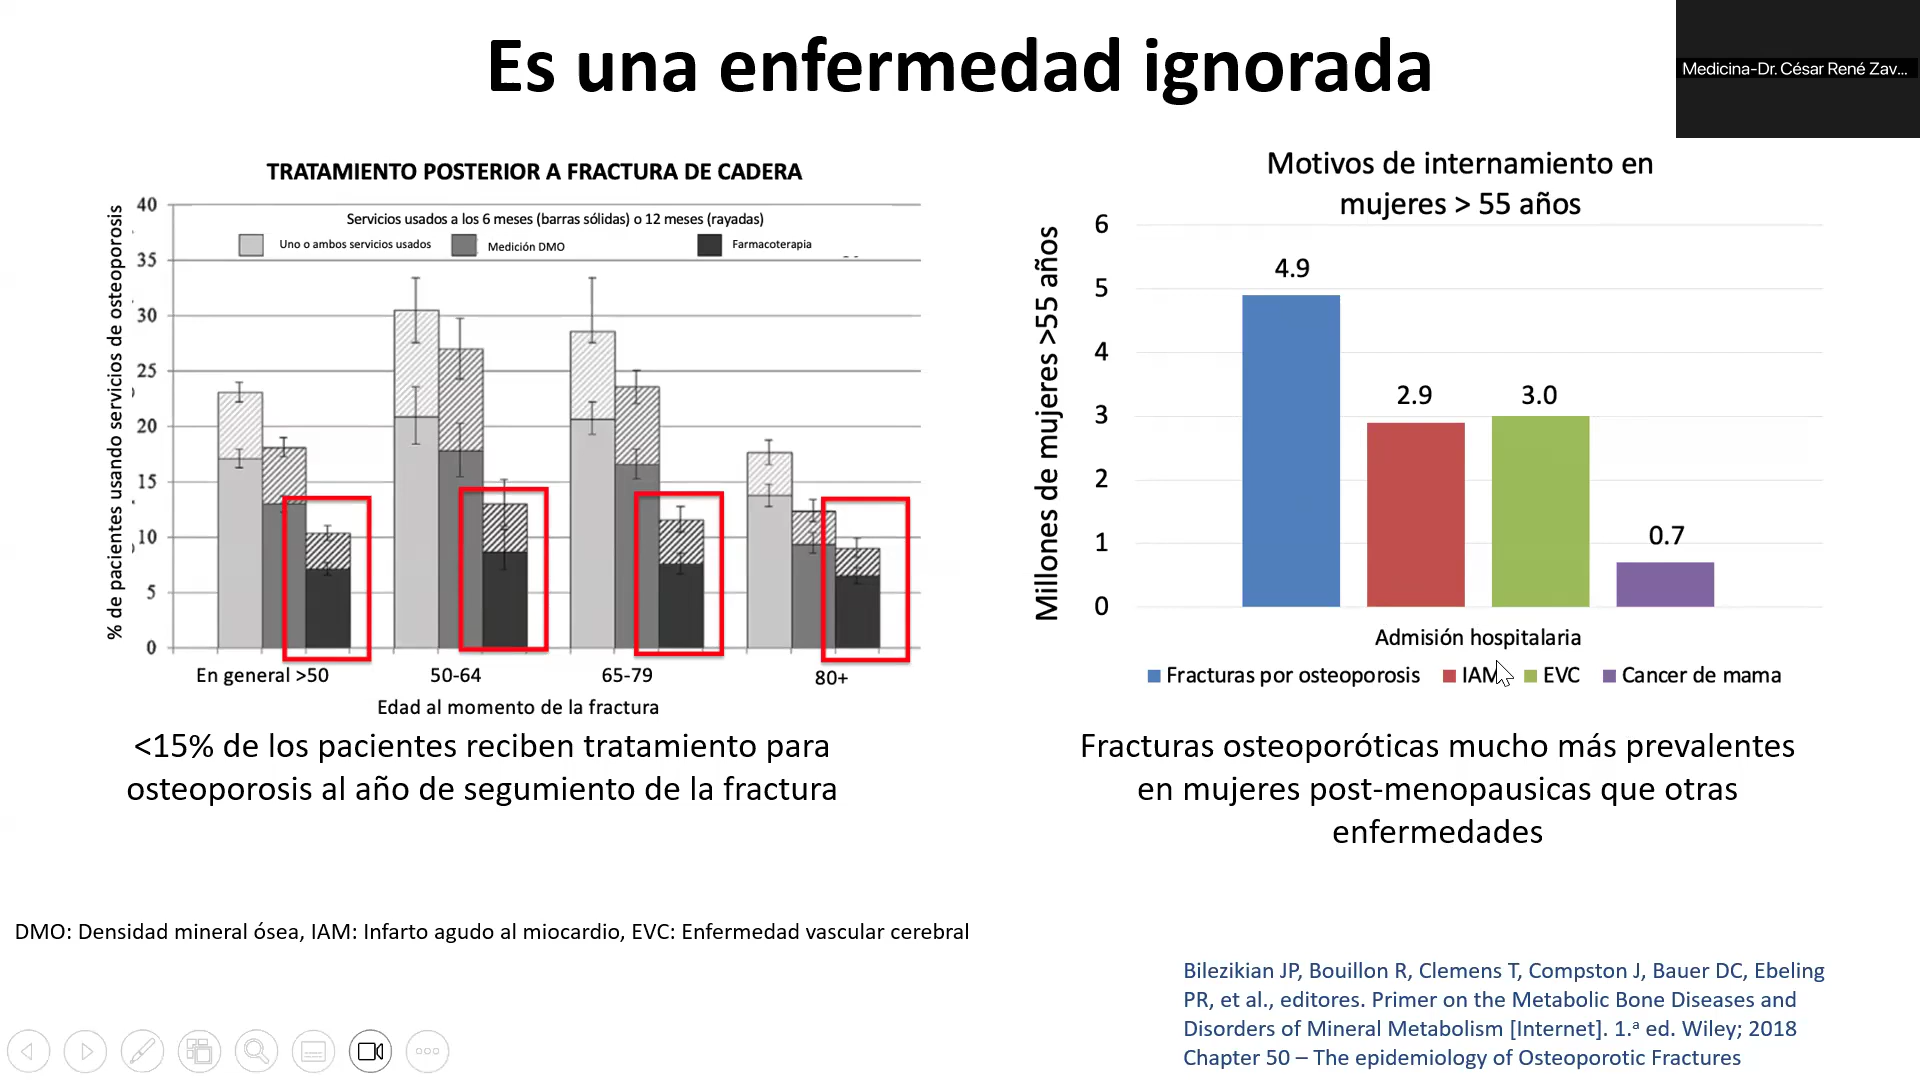 Es una enfermedad ignorada
Medicina-Dr. César René Zav...
TRATAMIENTO POSTERIOR A FRACTURA DE CADERA
Servicios usados a los 6 meses (barras sólidas) o 12 meses (rayadas)
Uno o ambos servicios usados
Medición DMO
Farmacoterapia
% de pacientes usando servicios de osteoporosis
40
35
30
25
20
15
10
5
0
En general >50
50-64
65-79
80+
Edad al momento de la fractura
<15% de los pacientes reciben tratamiento para
osteoporosis al año de segumiento de la fractura
Motivos de internamiento en
mujeres > 55 años
Millones de mujeres >55 años
6
5
4
3
2
1
0
4.9
2.9
3.0
0.7
Admisión hospitalaria
Fracturas por osteoporosis
IAM
EVC
Cancer de mama
Fracturas osteoporóticas mucho más prevalentes
en mujeres post-menopausicas que otras
enfermedades
DMO: Densidad mineral ósea, IAM: Infarto agudo al miocardio, EVC: Enfermedad vascular cerebral
Bilezikian JP, Bouillon R, Clemens T, Compston J, Bauer DC, Ebeling
PR, et al., editores. Primer on the Metabolic Bone Diseases and
Disorders of Mineral Metabolism [Internet]. 1.ª ed. Wiley; 2018
Chapter 50 – The epidemiology of Osteoporotic Fractures